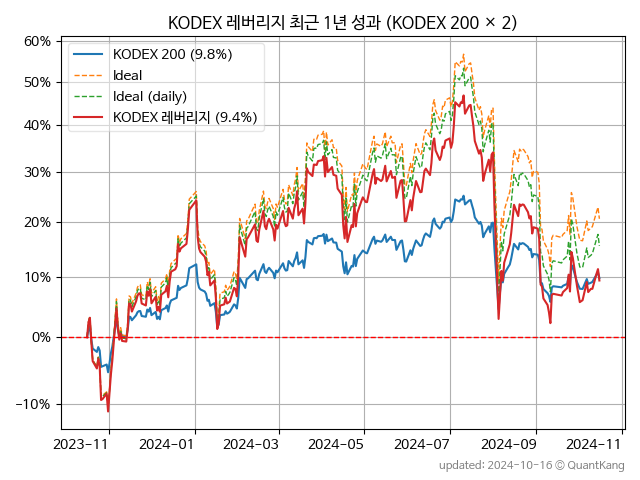 KODEX 레버리지 최근 1년 성과 (KODEX 200 × 2)
60%
50%
40%
30%
20%
10%
0%
−10%
KODEX 200 (9.8%)
Ideal
Ideal (daily)
KODEX 레버리지 (9.4%)
2023-11
2024-01
2024-03
2024-05
2024-07
2024-09
2024-11
updated: 2024-10-16 © QuantKang